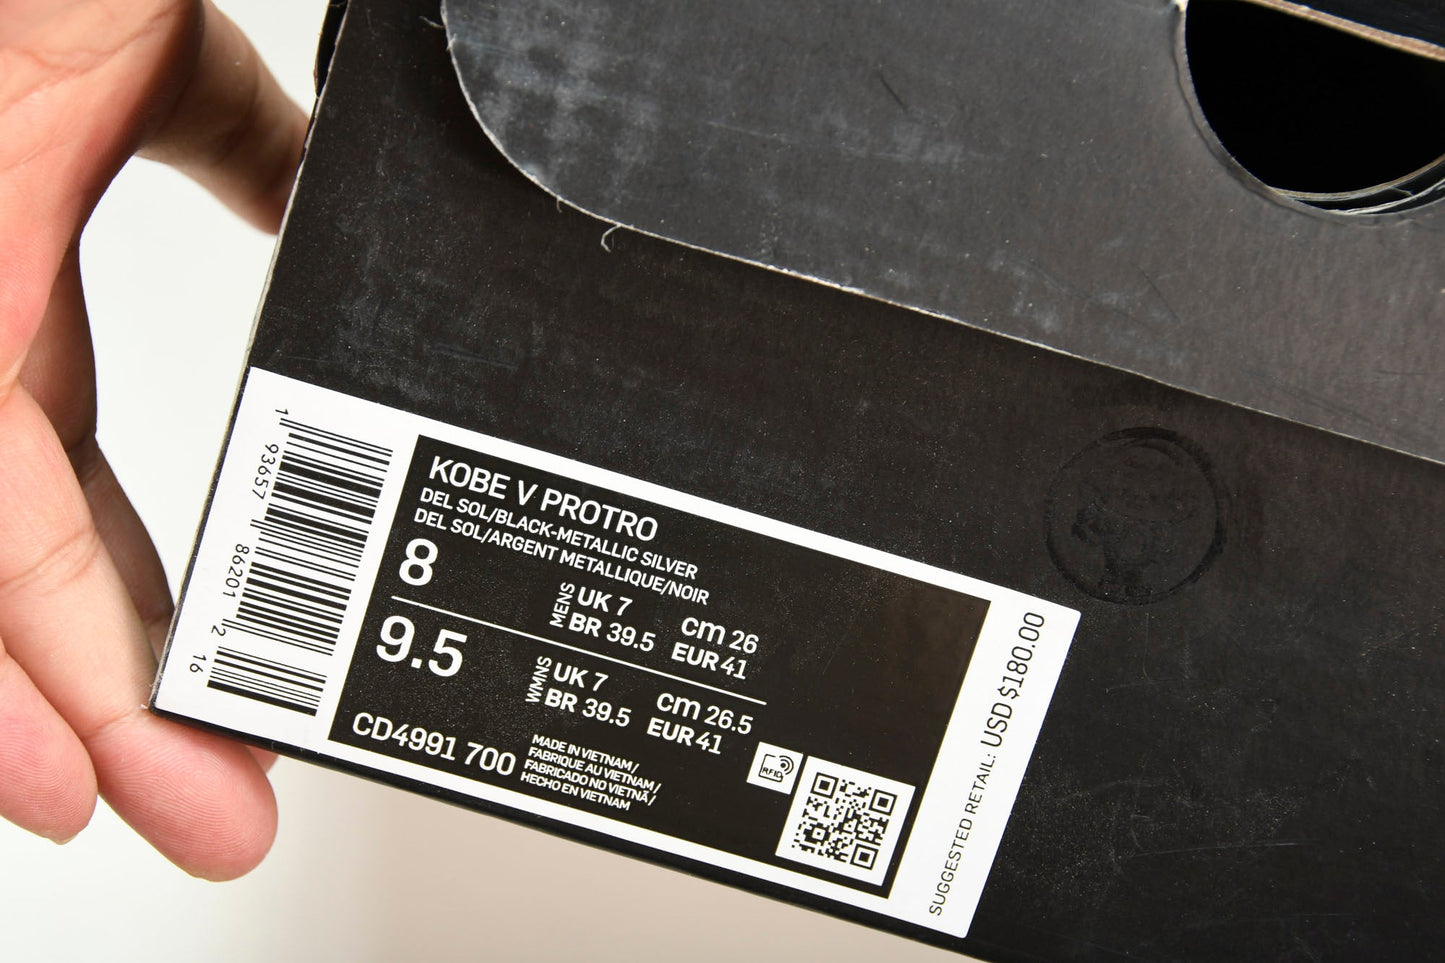 1
93657
86201
2
16
KOBE V PROTRO
DEL SOL/BLACK-METALLIC SILVER
DEL SOL/ARGENT METALLIQUE/NOIR
8
MENS
UK 7
cm 26
BR 39.5
EUR 41
9.5
WMNS
UK 7
cm 26.5
BR 39.5
EUR 41
CD4991 700
MADE IN VIETNAM/
FABRIQUE AU VIETNAM/
FABRICADO NO VIETNÃ/
HECHO EN VIETNAM
RFID
SUGGESTED RETAIL: USD $180.00